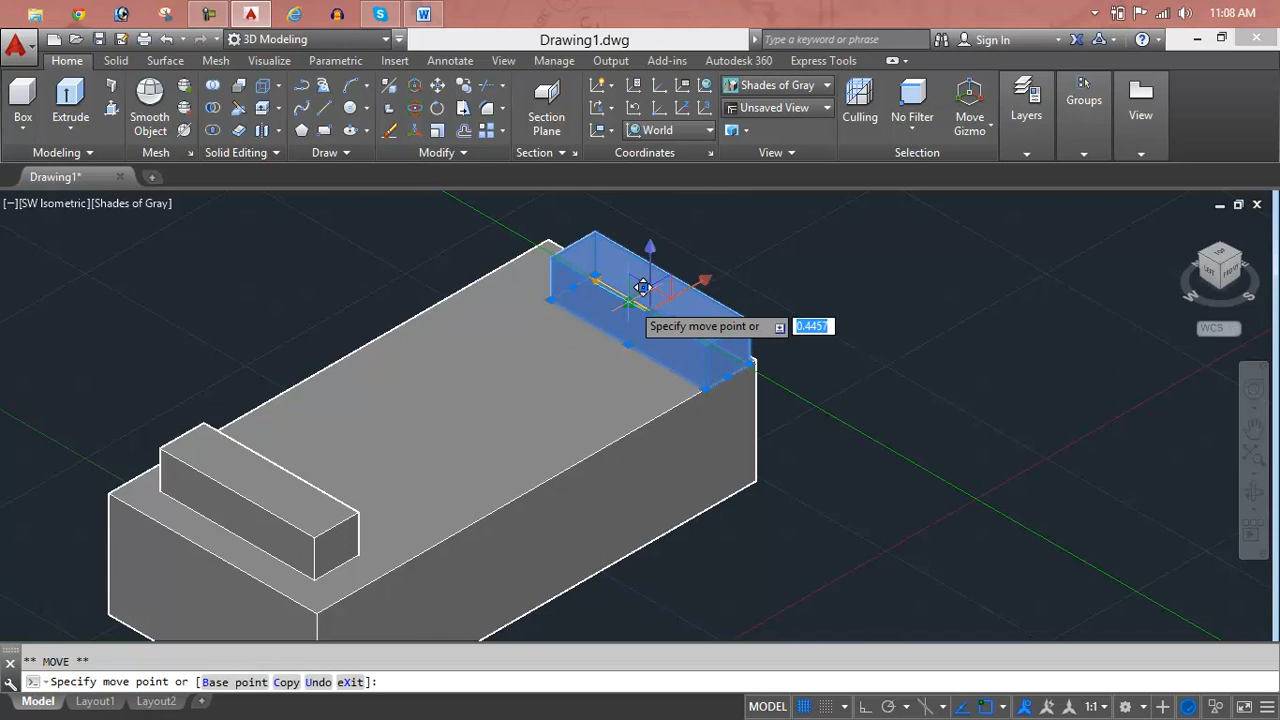 11:08 AM
3D Modeling
Drawing1.dwg
Type a keyword or phrase
Sign In
Home Solid Surface Mesh Visualize Parametric Insert Annotate View Manage Output Add-ins Autodesk 360 Express Tools
Shades of Gray
Unsaved View
World
Box
Extrude
Smooth
Object
Section
Plane
Culling
No Filter
Move
Gizmo
Layers
Groups
View
Modeling
Mesh
Solid Editing
Draw
Modify
Section
Coordinates
View
Selection
Drawing1*
[−][SW Isometric][Shades of Gray]
TOP
LEFT
FRONT
W
S
WCS
Specify move point or
0.4457
** MOVE **
Specify move point or [Base point Copy Undo eXit]:
Model Layout1 Layout2
MODEL
1:1